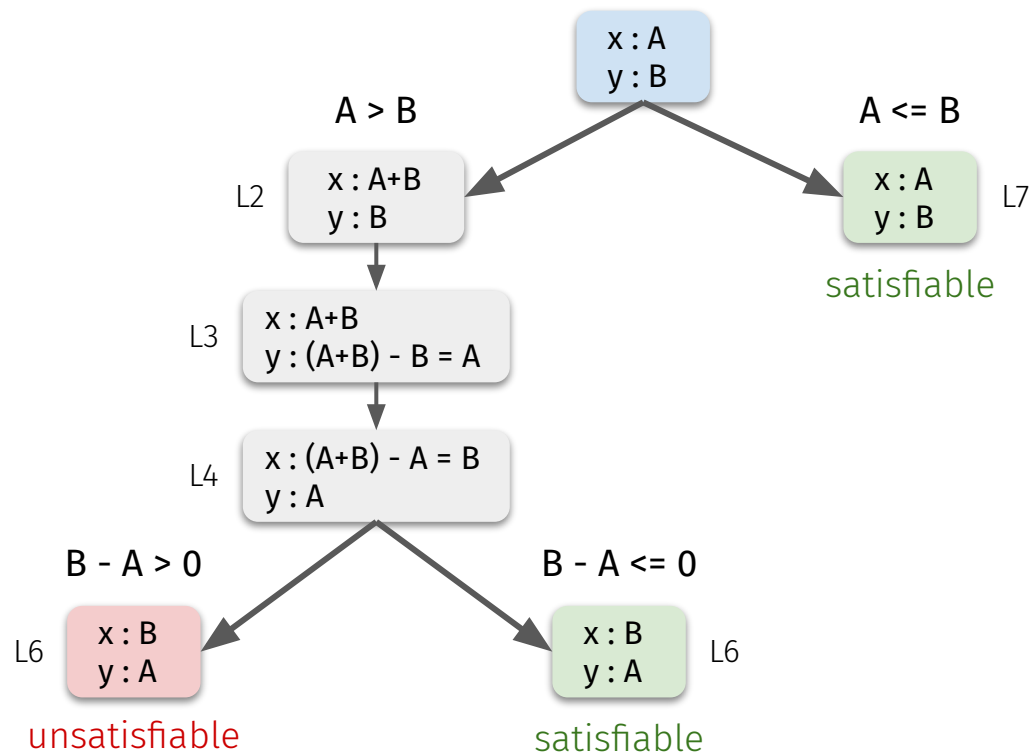 x : A
y : B
A > B
A <= B
L2
x : A+B
y : B
x : A
y : B
L7
satisfiable
L3
x : A+B
y : (A+B) - B = A
L4
x : (A+B) - A = B
y : A
B - A > 0
B - A <= 0
L6
x : B
y : A
x : B
y : A
L6
unsatisfiable
satisfiable